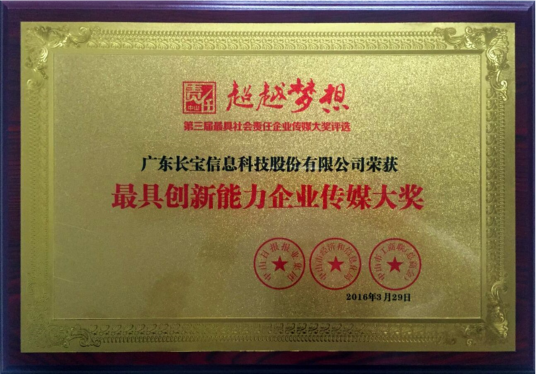 责任
中山
超越梦想
第三届最具社会责任企业传媒大奖评选
广东长宝信息科技股份有限公司荣获
最具创新能力企业传媒大奖
2016年3月29日